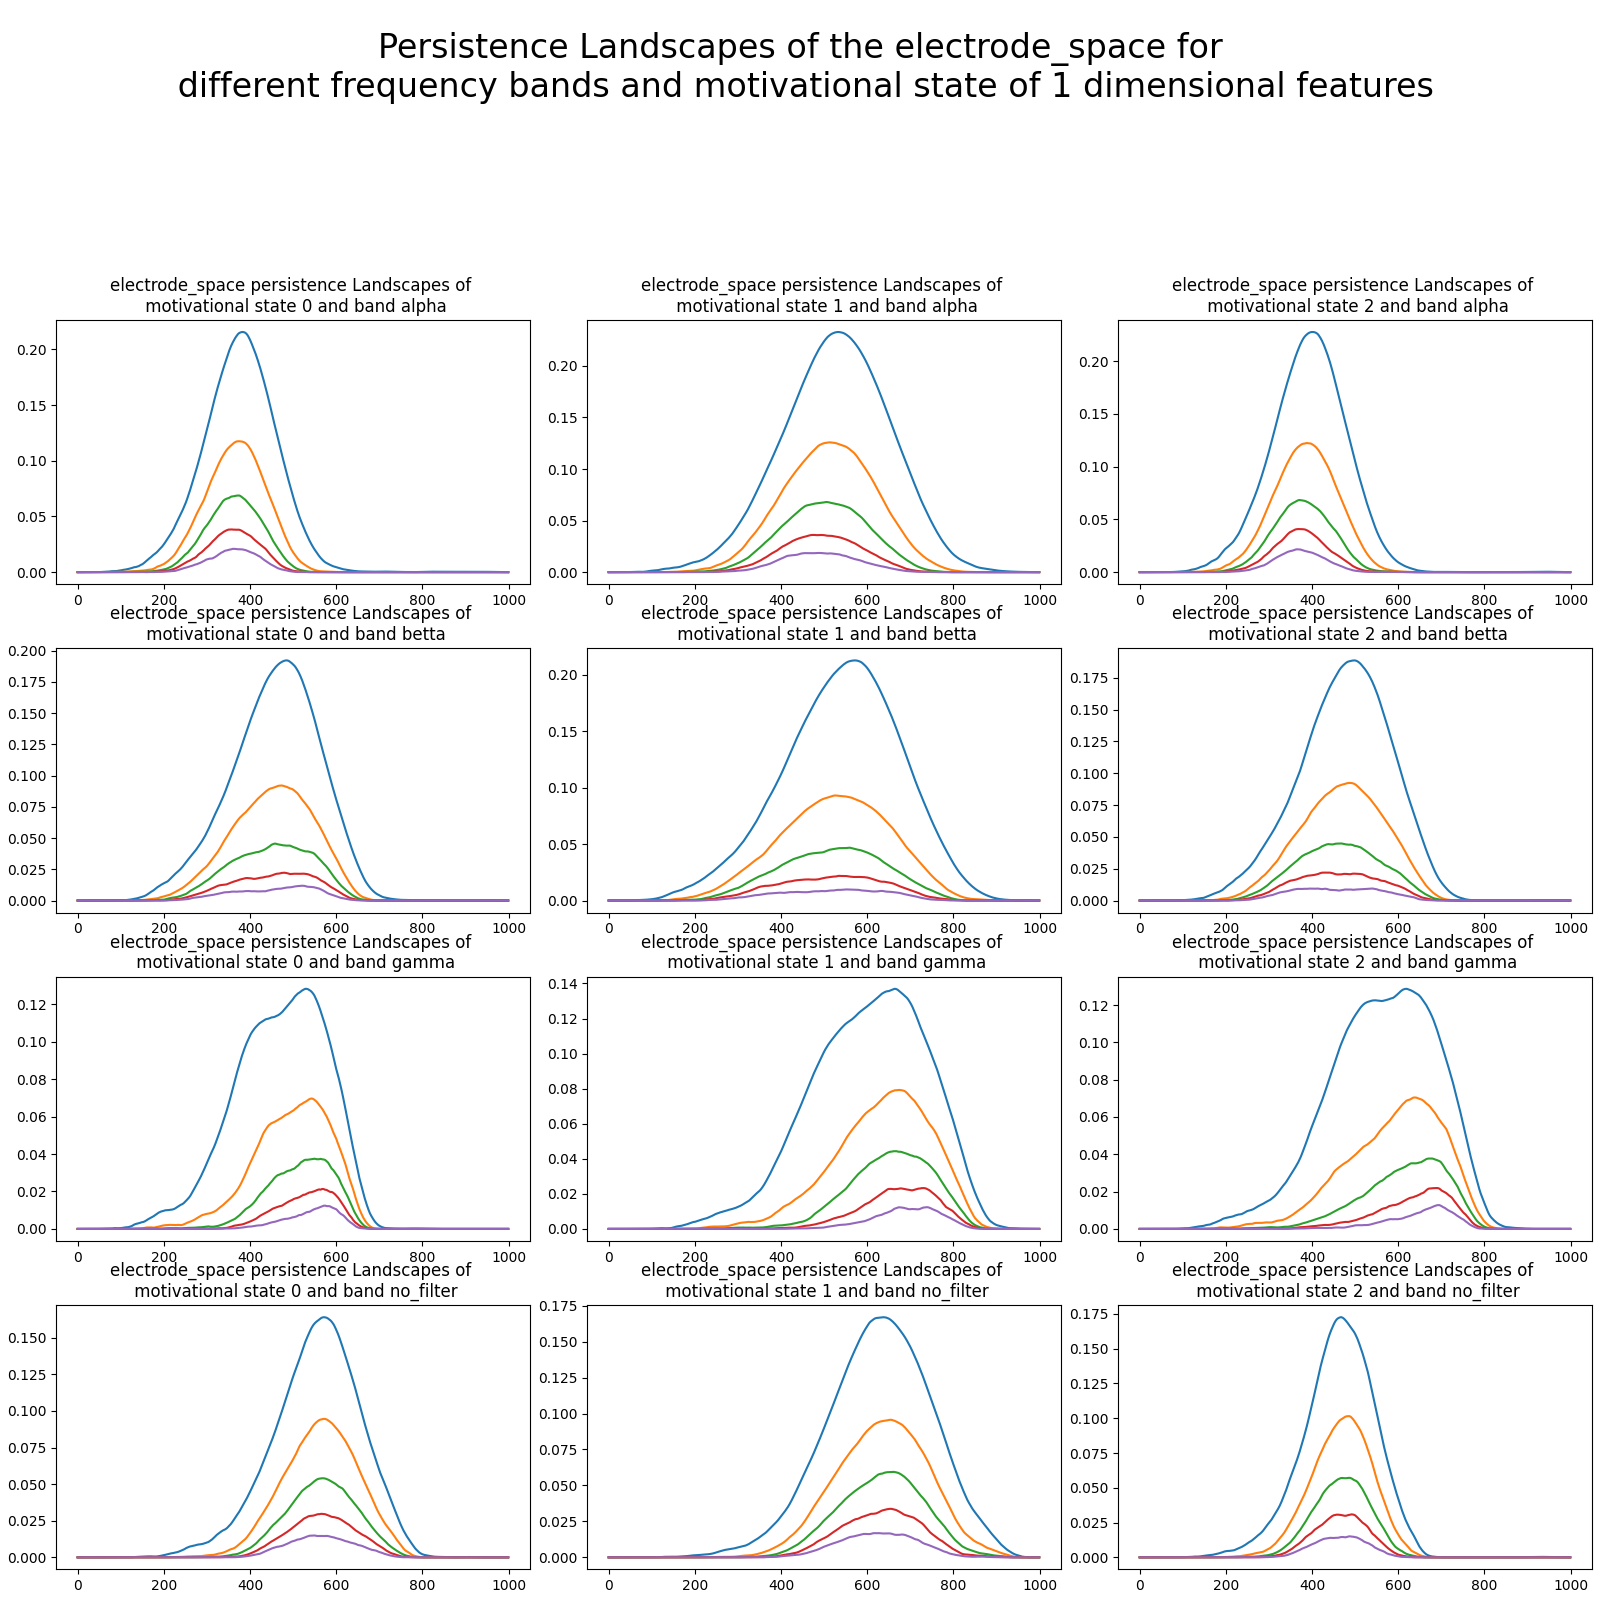 Persistence Landscapes of the electrode_space for
different frequency bands and motivational state of 1 dimensional features
electrode_space persistence Landscapes of
motivational state 0 and band alpha
0.20
0.15
0.10
0.05
0.00
0 200 400 600 800 1000
electrode_space persistence Landscapes of
motivational state 1 and band alpha
0.20
0.15
0.10
0.05
0.00
0 200 400 600 800 1000
electrode_space persistence Landscapes of
motivational state 2 and band alpha
0.20
0.15
0.10
0.05
0.00
0 200 400 600 800 1000
electrode_space persistence Landscapes of
motivational state 0 and band betta
0.200
0.175
0.150
0.125
0.100
0.075
0.050
0.025
0.000
0 200 400 600 800 1000
electrode_space persistence Landscapes of
motivational state 1 and band betta
0.20
0.15
0.10
0.05
0.00
0 200 400 600 800 1000
electrode_space persistence Landscapes of
motivational state 2 and band betta
0.175
0.150
0.125
0.100
0.075
0.050
0.025
0.000
0 200 400 600 800 1000
electrode_space persistence Landscapes of
motivational state 0 and band gamma
0.12
0.10
0.08
0.06
0.04
0.02
0.00
0 200 400 600 800 1000
electrode_space persistence Landscapes of
motivational state 1 and band gamma
0.14
0.12
0.10
0.08
0.06
0.04
0.02
0.00
0 200 400 600 800 1000
electrode_space persistence Landscapes of
motivational state 2 and band gamma
0.12
0.10
0.08
0.06
0.04
0.02
0.00
0 200 400 600 800 1000
electrode_space persistence Landscapes of
motivational state 0 and band no_filter
0.150
0.125
0.100
0.075
0.050
0.025
0.000
0 200 400 600 800 1000
electrode_space persistence Landscapes of
motivational state 1 and band no_filter
0.175
0.150
0.125
0.100
0.075
0.050
0.025
0.000
0 200 400 600 800 1000
electrode_space persistence Landscapes of
motivational state 2 and band no_filter
0.175
0.150
0.125
0.100
0.075
0.050
0.025
0.000
0 200 400 600 800 1000